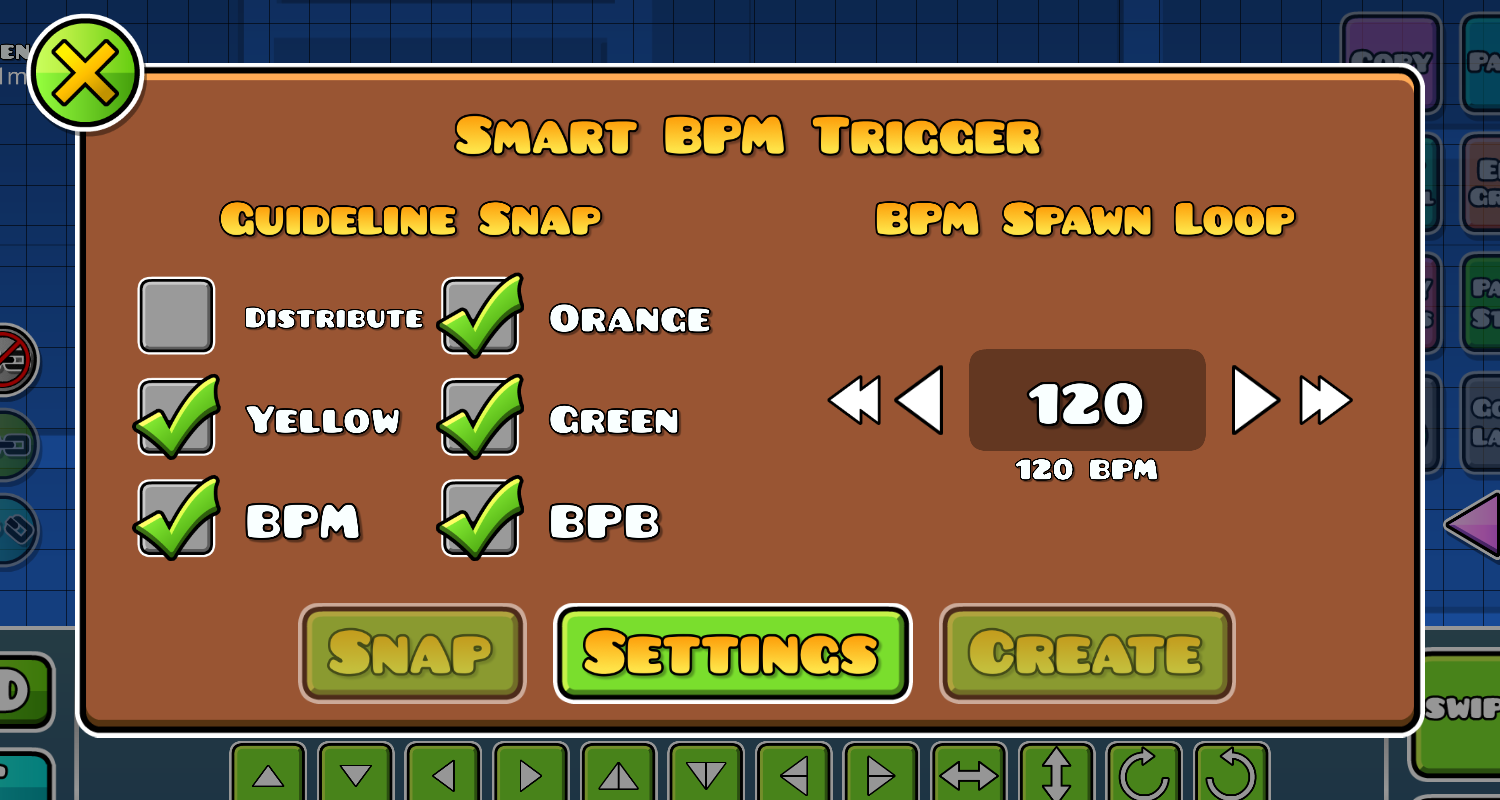 Smart BPM Trigger
Guideline Snap
BPM Spawn Loop
Distribute
Orange
Yellow
Green
BPM
BPB
120
120 BPM
Snap
Settings
Create
Copy